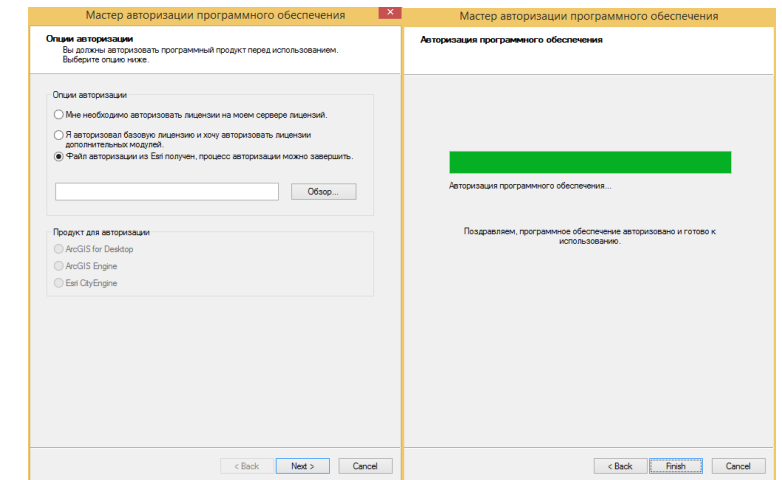 Мастер авторизации программного обеспечения
Опции авторизации
Вы должны авторизовать программный продукт перед использованием.
Выберите опцию ниже.
Опции авторизации
Мне необходимо авторизовать лицензии на моем сервере лицензий.
Я авторизовал базовую лицензию и хочу авторизовать лицензии
дополнительных модулей.
Файл авторизации из Esri получен, процесс авторизации можно завершить.
Обзор...
Продукт для авторизации
ArcGIS for Desktop
ArcGIS Engine
Esri CityEngine
< Back Next > Cancel
Мастер авторизации программного обеспечения
Авторизация программного обеспечения
Авторизация программного обеспечения...
Поздравляем, программное обеспечение авторизовано и готово к
использованию.
< Back Finish Cancel